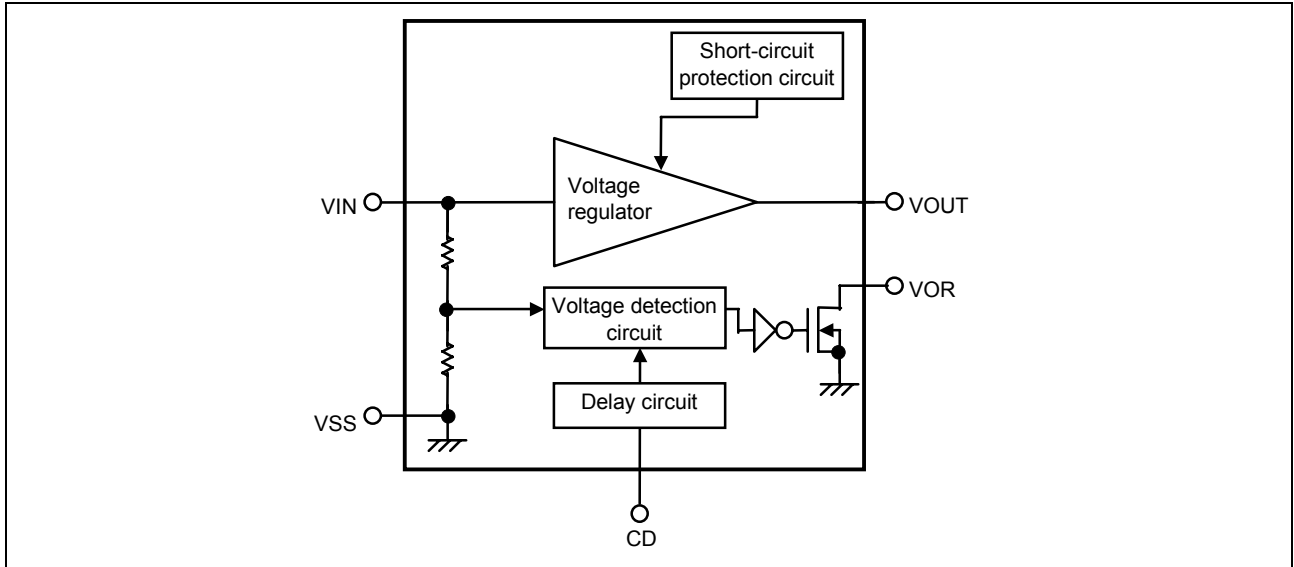 Short-circuit
protection circuit
Voltage
regulator
VIN
VOUT
VOR
Voltage detection
circuit
Delay circuit
VSS
CD